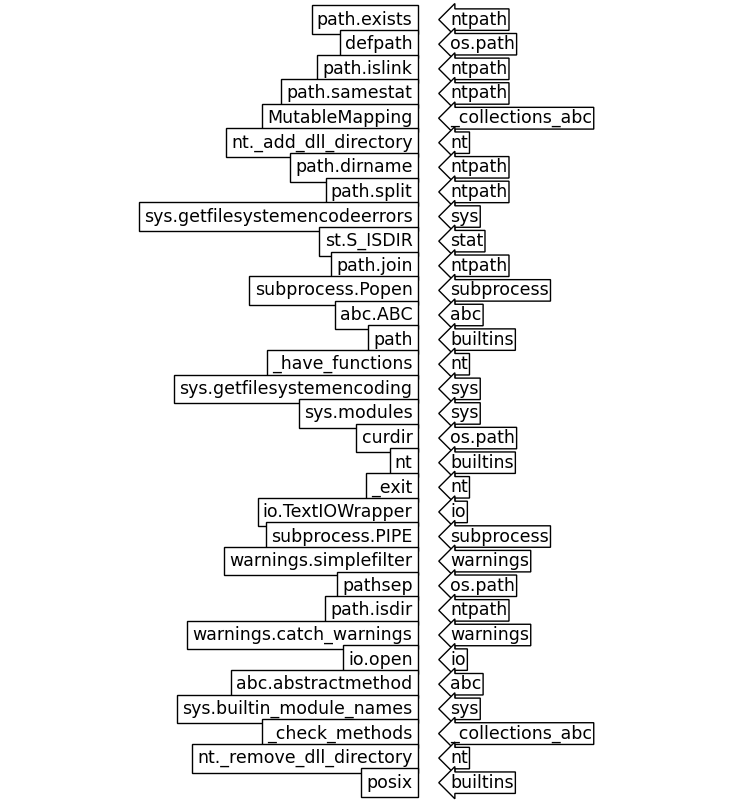 path.exists ntpath
defpath os.path
path.islink ntpath
path.samestat ntpath
MutableMapping _collections_abc
nt._add_dll_directory nt
path.dirname ntpath
path.split ntpath
sys.getfilesystemencodeerrors sys
st.S_ISDIR stat
path.join ntpath
subprocess.Popen subprocess
abc.ABC abc
path builtins
_have_functions nt
sys.getfilesystemencoding sys
sys.modules sys
curdir os.path
nt builtins
_exit nt
io.TextIOWrapper io
subprocess.PIPE subprocess
warnings.simplefilter warnings
pathsep os.path
path.isdir ntpath
warnings.catch_warnings warnings
io.open io
abc.abstractmethod abc
sys.builtin_module_names sys
_check_methods _collections_abc
nt._remove_dll_directory nt
posix builtins